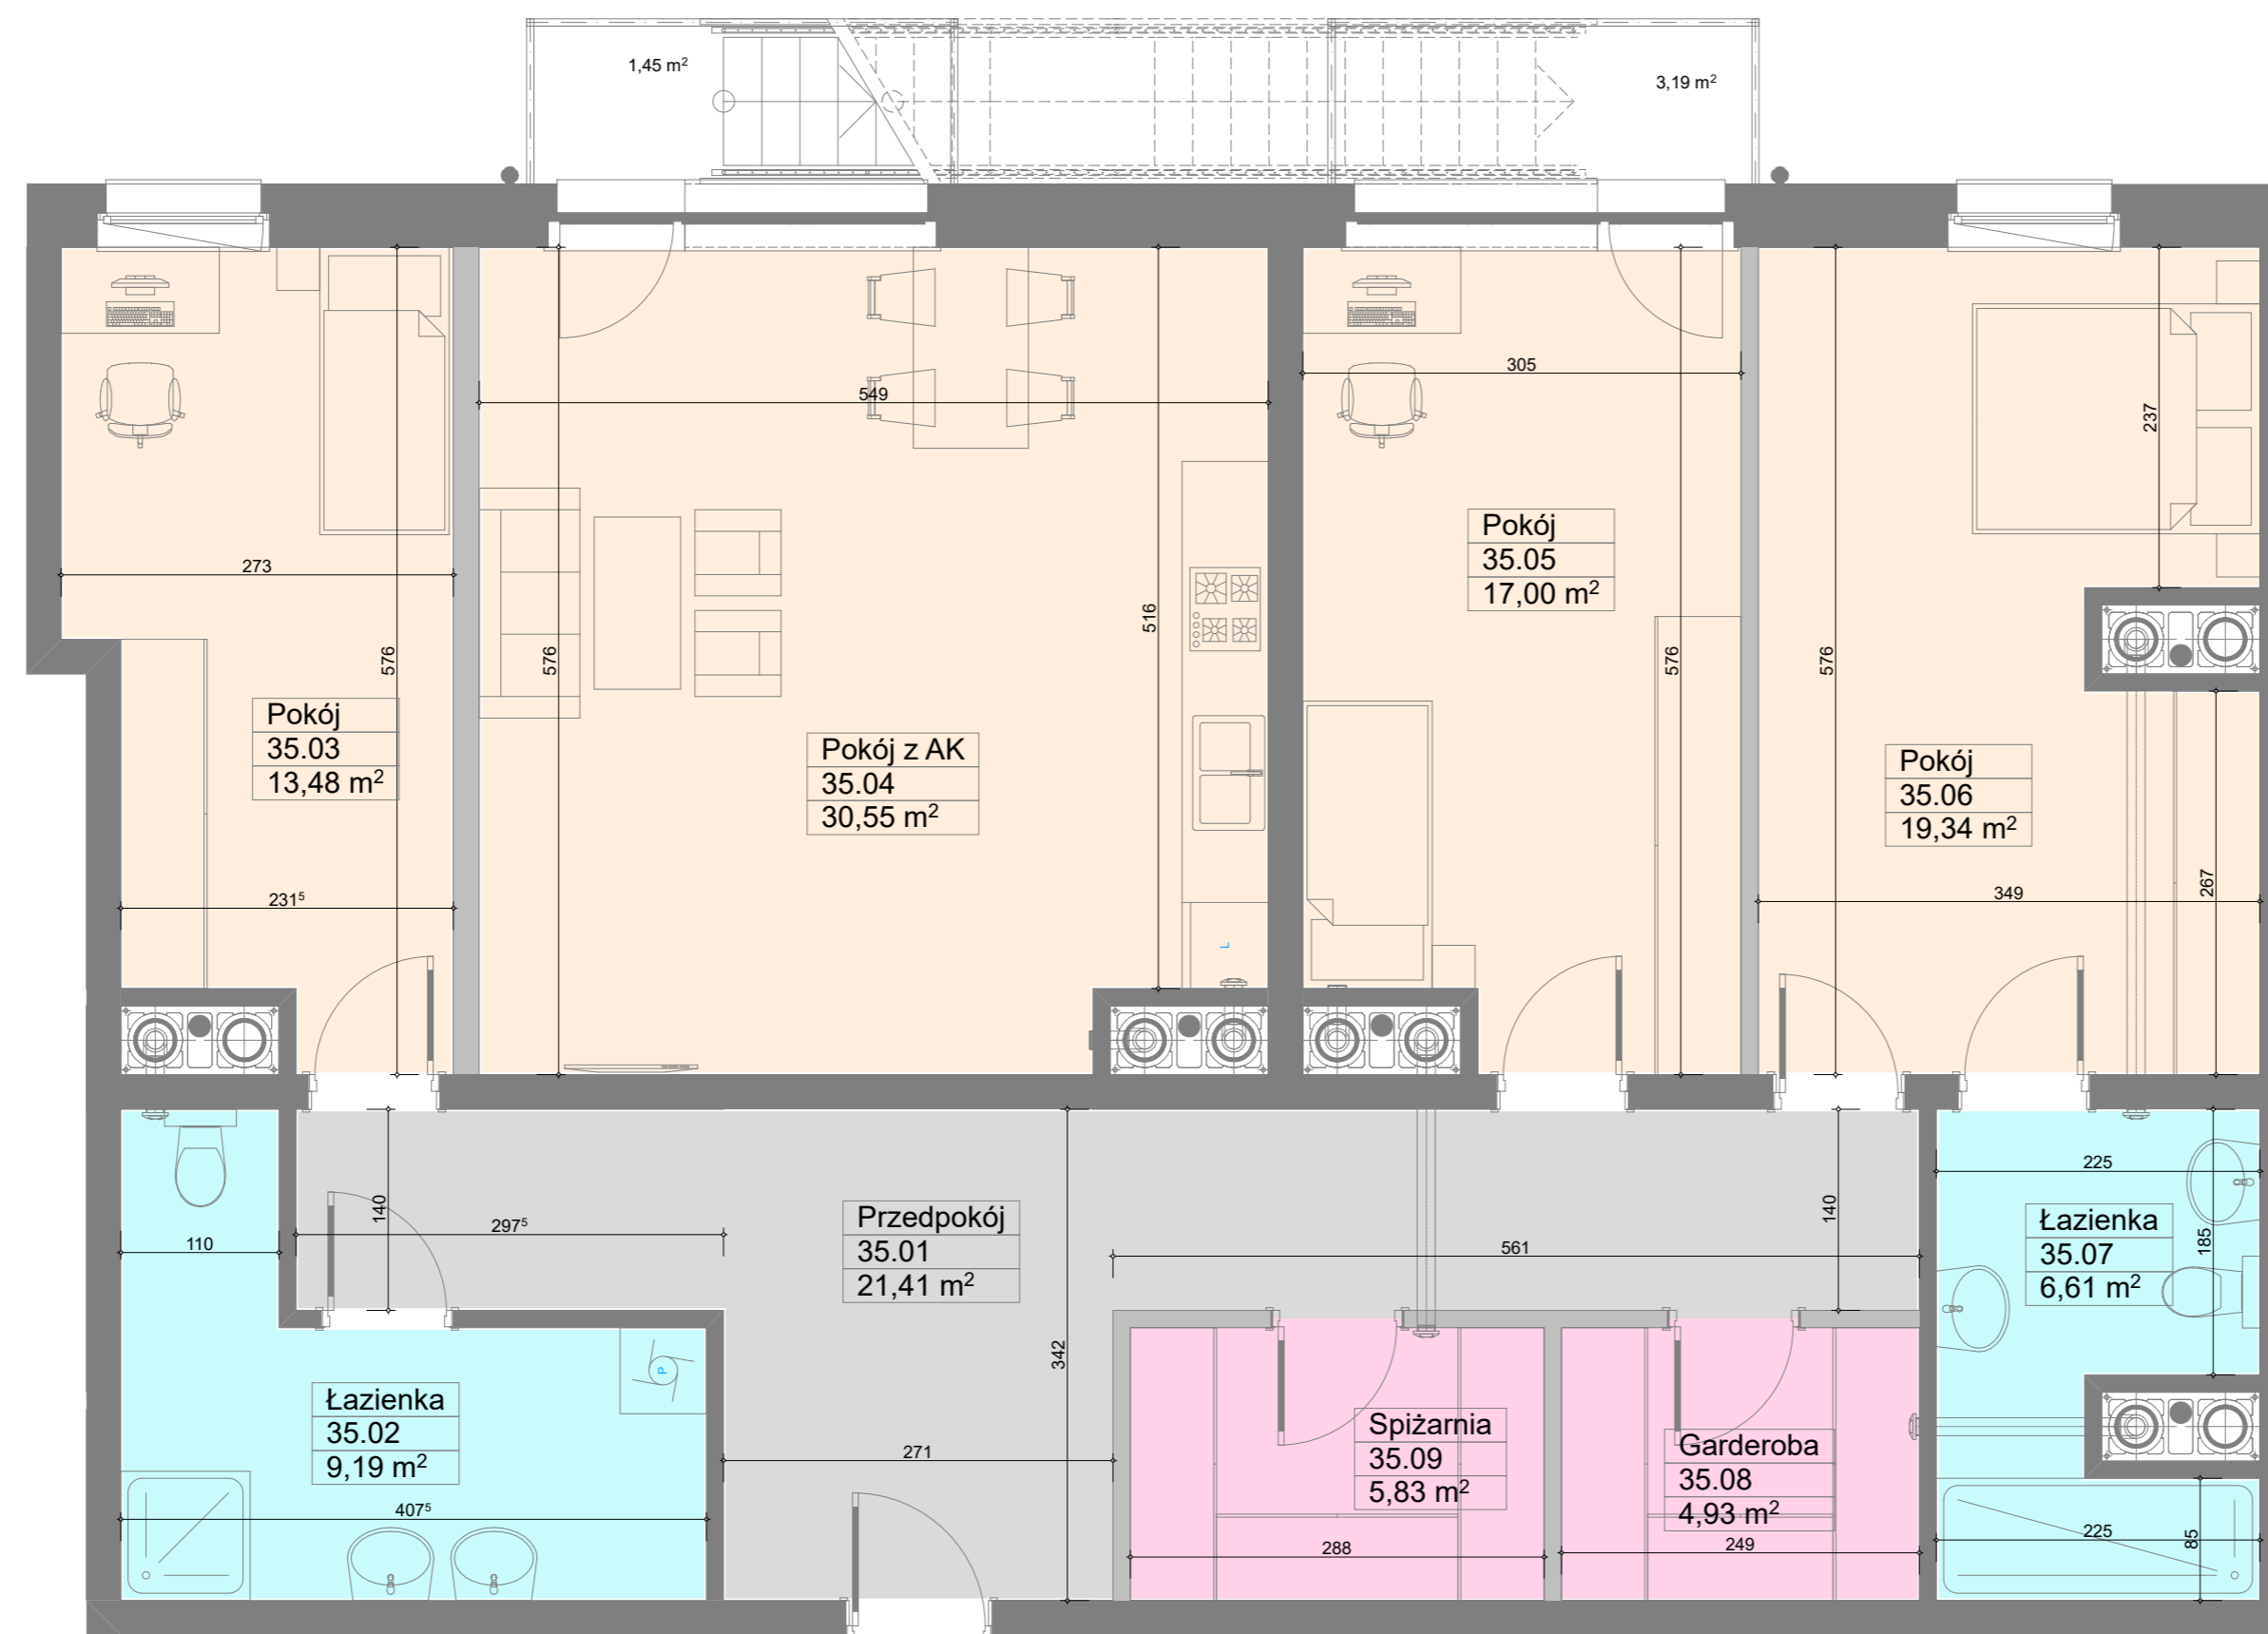 1,45 m²
3,19 m²
305
549
237
Pokój
35.05
17,00 m²
273
516
576
576
576
576
Pokój
35.03
13,48 m²
Pokój z AK
35.04
30,55 m²
Pokój
35.06
19,34 m²
231⁵
349
267
L
225
140
297⁵
110
Przedpokój
35.01
21,41 m²
561
140
Łazienka
35.07
6,61 m²
185
342
P
Łazienka
35.02
9,19 m²
407⁵
271
Spiżarnia
35.09
5,83 m²
Garderoba
35.08
4,93 m²
288
249
225
85